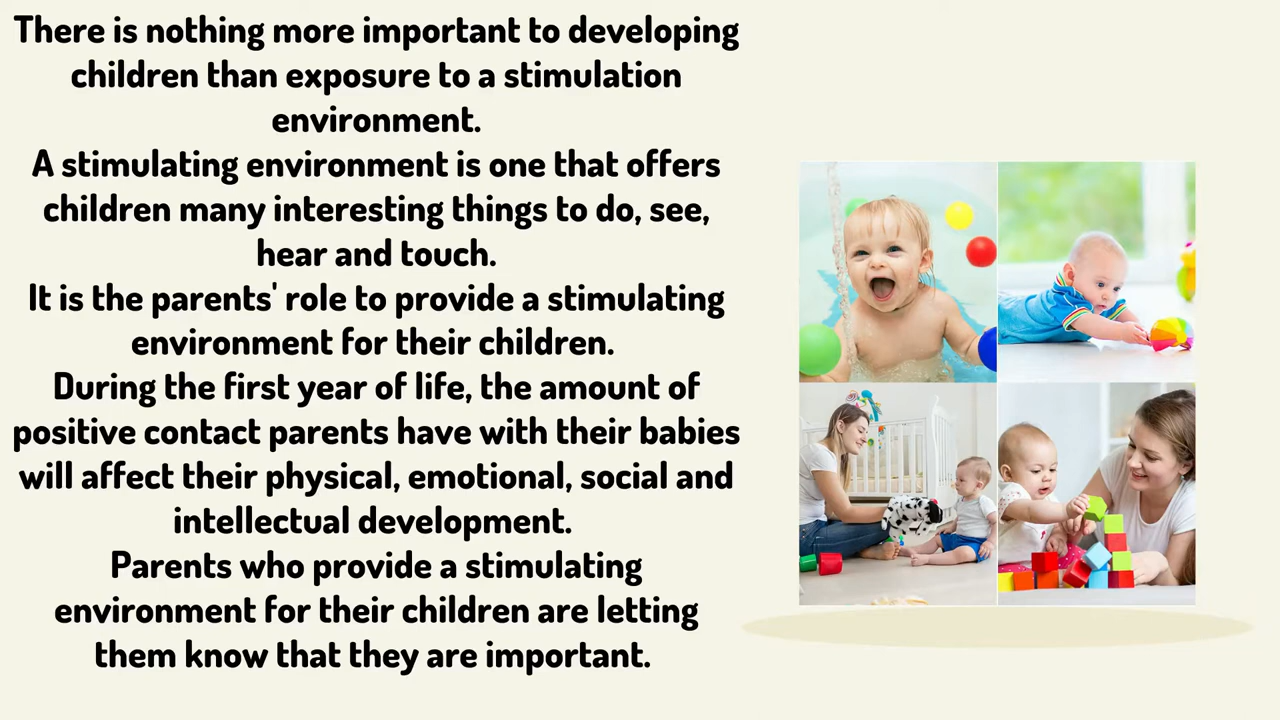 There is nothing more important to developing
children than exposure to a stimulation
environment.
A stimulating environment is one that offers
children many interesting things to do, see,
hear and touch.
It is the parents' role to provide a stimulating
environment for their children.
During the first year of life, the amount of
positive contact parents have with their babies
will affect their physical, emotional, social and
intellectual development.
Parents who provide a stimulating
environment for their children are letting
them know that they are important.